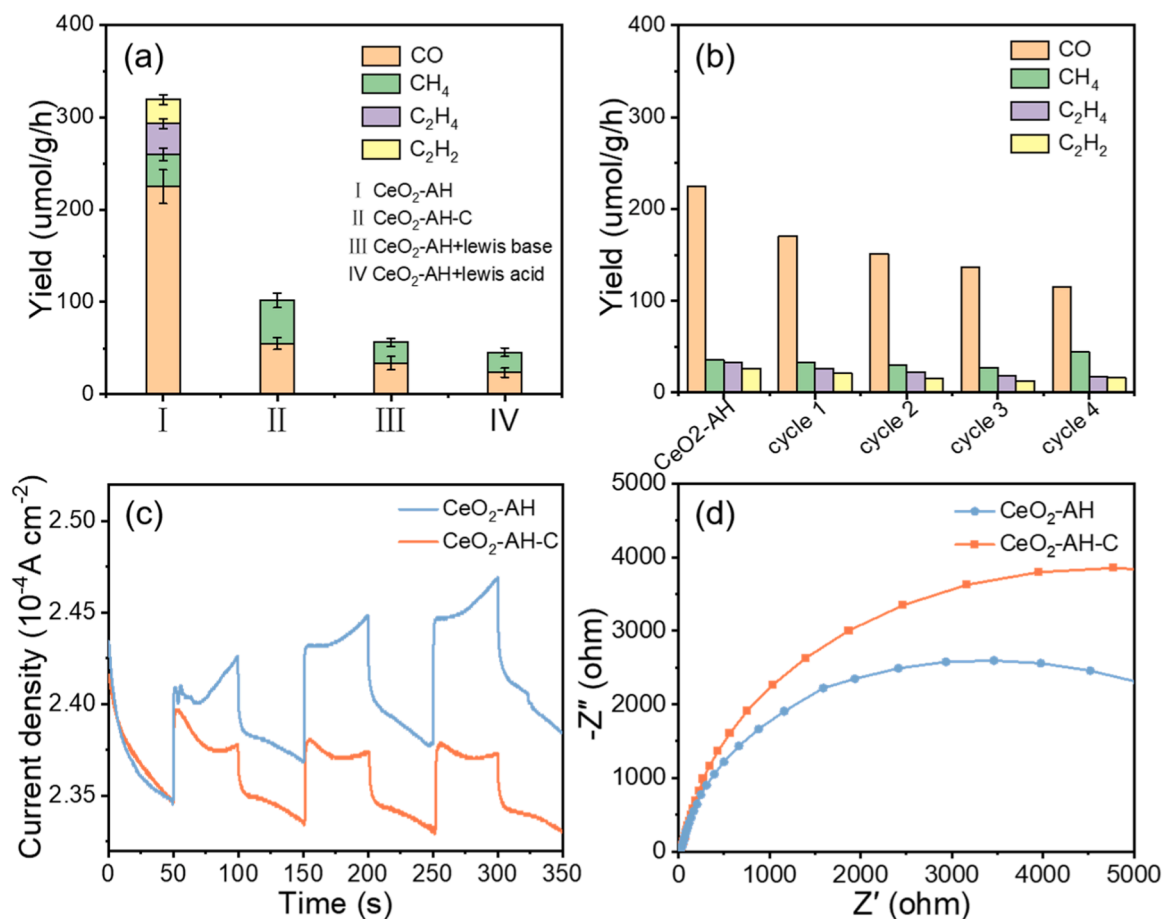 (a)
CO
CH₄
C₂H₄
C₂H₂
Ⅰ CeO₂-AH
Ⅱ CeO₂-AH-C
Ⅲ CeO₂-AH+lewis base
Ⅳ CeO₂-AH+lewis acid
Yield (umol/g/h)
400
300
200
100
0
Ⅰ
Ⅱ
Ⅲ
Ⅳ
(b)
CO
CH₄
C₂H₄
C₂H₂
Yield (umol/g/h)
400
300
200
100
0
CeO2-AH
cycle 1
cycle 2
cycle 3
cycle 4
(c)
CeO₂-AH
CeO₂-AH-C
Current density (10⁻⁴A cm⁻²)
2.50
2.45
2.40
2.35
0
50
100
150
200
250
300
350
Time (s)
(d)
CeO₂-AH
CeO₂-AH-C
-Z″ (ohm)
5000
4000
3000
2000
1000
0
0
1000
2000
3000
4000
5000
Z′ (ohm)